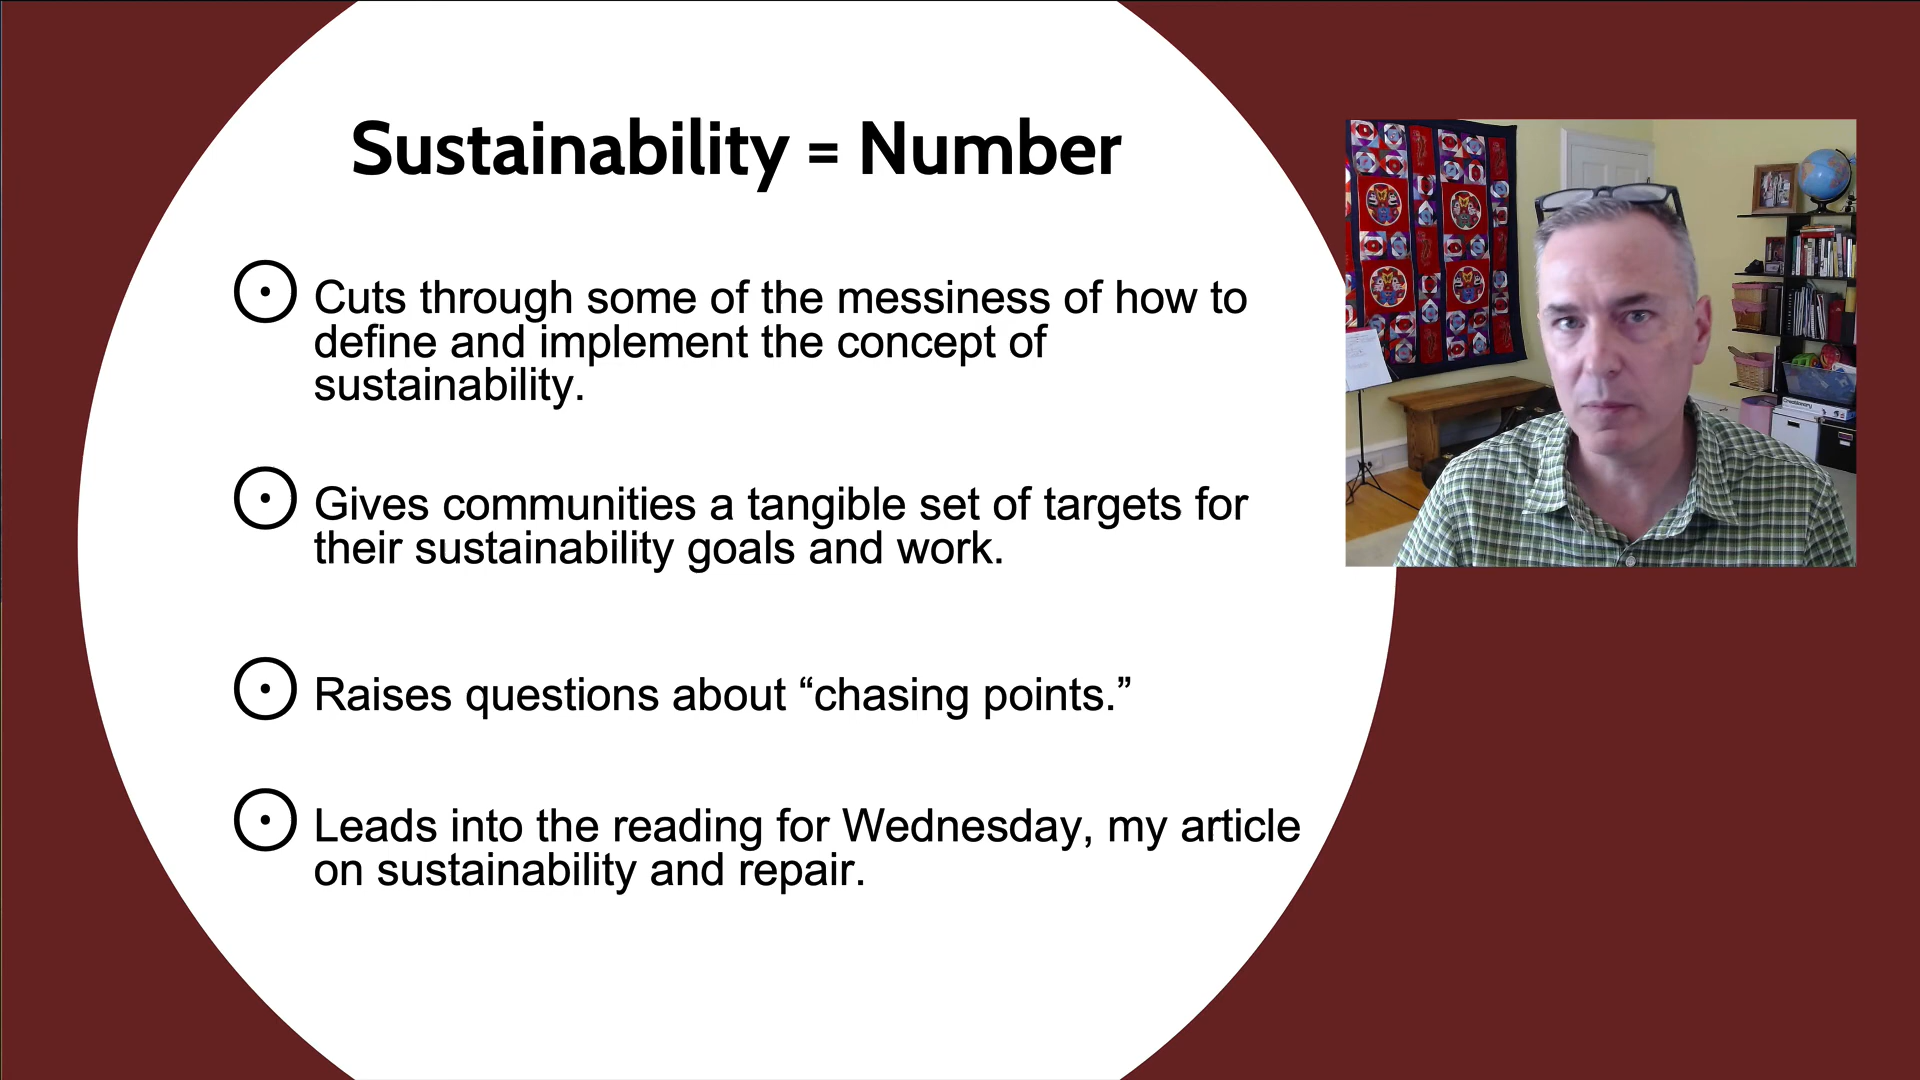 Sustainability = Number
Cuts through some of the messiness of how to
define and implement the concept of
sustainability.
Gives communities a tangible set of targets for
their sustainability goals and work.
Raises questions about “chasing points.”
Leads into the reading for Wednesday, my article
on sustainability and repair.